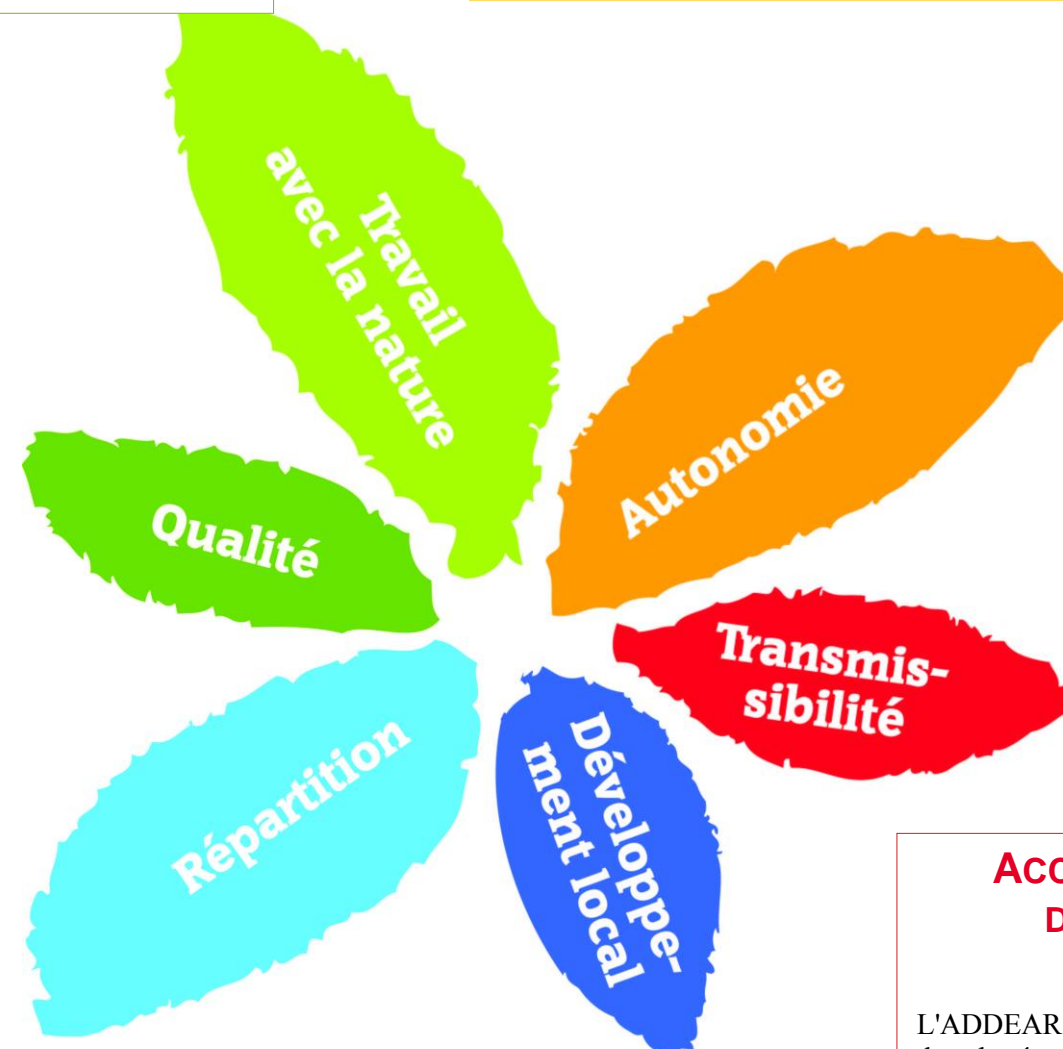 Travail
avec la nature
Autonomie
Qualité
Transmis-
sibilité
Répartition
Développe-
ment local
L'ADDEAR